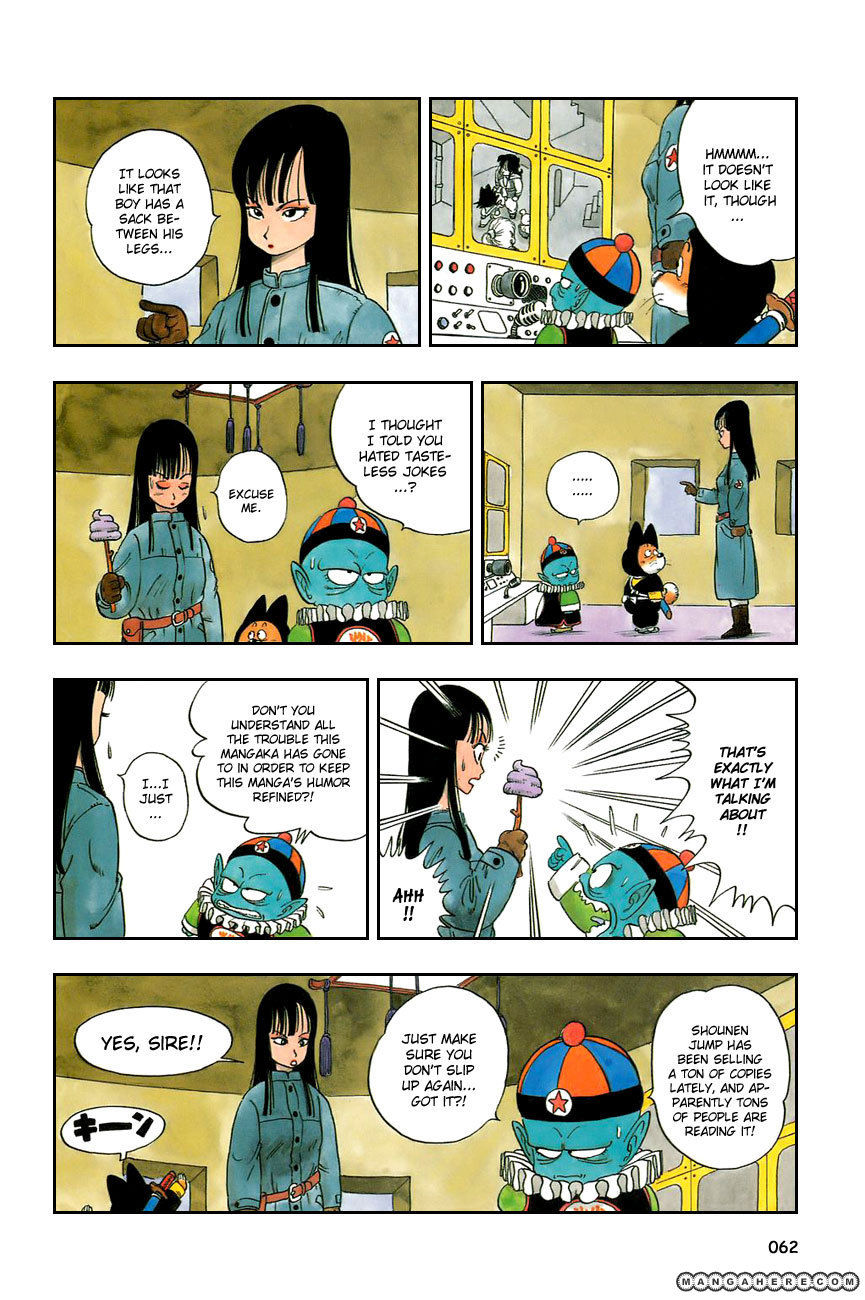 HMMMM...
IT DOESN'T
LOOK LIKE
IT, THOUGH
...
IT LOOKS
LIKE THAT
BOY HAS A
SACK BE-
TWEEN HIS
LEGS...
.....
.....
I THOUGHT
I TOLD YOU
I HATED TASTE-
LESS JOKES
...?
EXCUSE
ME.
THAT'S
EXACTLY
WHAT I'M
TALKING
ABOUT
!!
AHH
!!
DON'T YOU
UNDERSTAND ALL
THE TROUBLE THIS
MANGAKA HAS GONE
TO IN ORDER TO KEEP
THIS MANGA'S HUMOR
REFINED?!
I...I
JUST
...
SHOUNEN
JUMP HAS
BEEN SELLING
A TON OF COPIES
LATELY, AND AP-
PARENTLY TONS
OF PEOPLE ARE
READING IT!
JUST MAKE
SURE YOU
DON'T SLIP
UP AGAIN...
GOT IT?!
YES, SIRE!!
キーン
062
MANGAHERE.COM